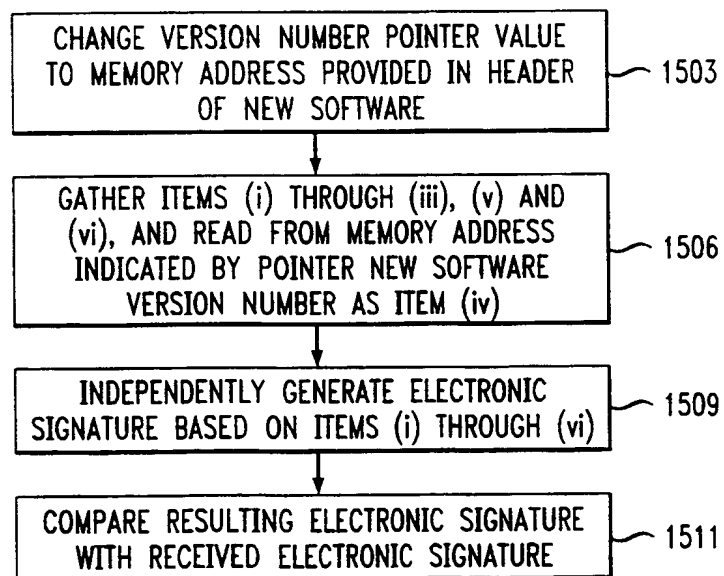 CHANGE VERSION NUMBER POINTER VALUE
TO MEMORY ADDRESS PROVIDED IN HEADER
OF NEW SOFTWARE
1503
GATHER ITEMS (i) THROUGH (iii), (v) AND
(vi), AND READ FROM MEMORY ADDRESS
INDICATED BY POINTER NEW SOFTWARE
VERSION NUMBER AS ITEM (iv)
1506
INDEPENDENTLY GENERATE ELECTRONIC
SIGNATURE BASED ON ITEMS (i) THROUGH (vi)
1509
COMPARE RESULTING ELECTRONIC SIGNATURE
WITH RECEIVED ELECTRONIC SIGNATURE
1511